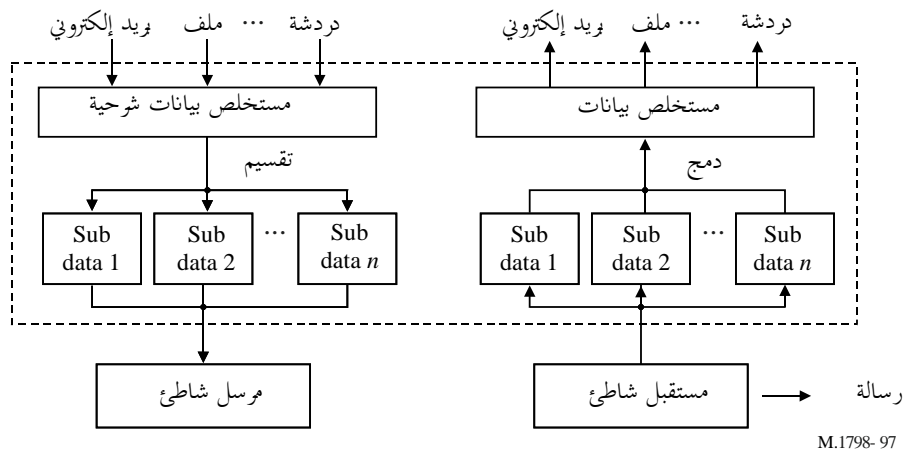 دردشة … ملف بريد إلكتروني
دردشة … ملف بريد إلكتروني
مستخلص بيانات شرحية
مستخلص بيانات
تقسيم
دمج
Sub data 1
Sub data 2
…
Sub data n
Sub data 1
Sub data 2
…
Sub data n
مرسل شاطئ
مستقبل شاطئ
رسالة
M.1798- 97